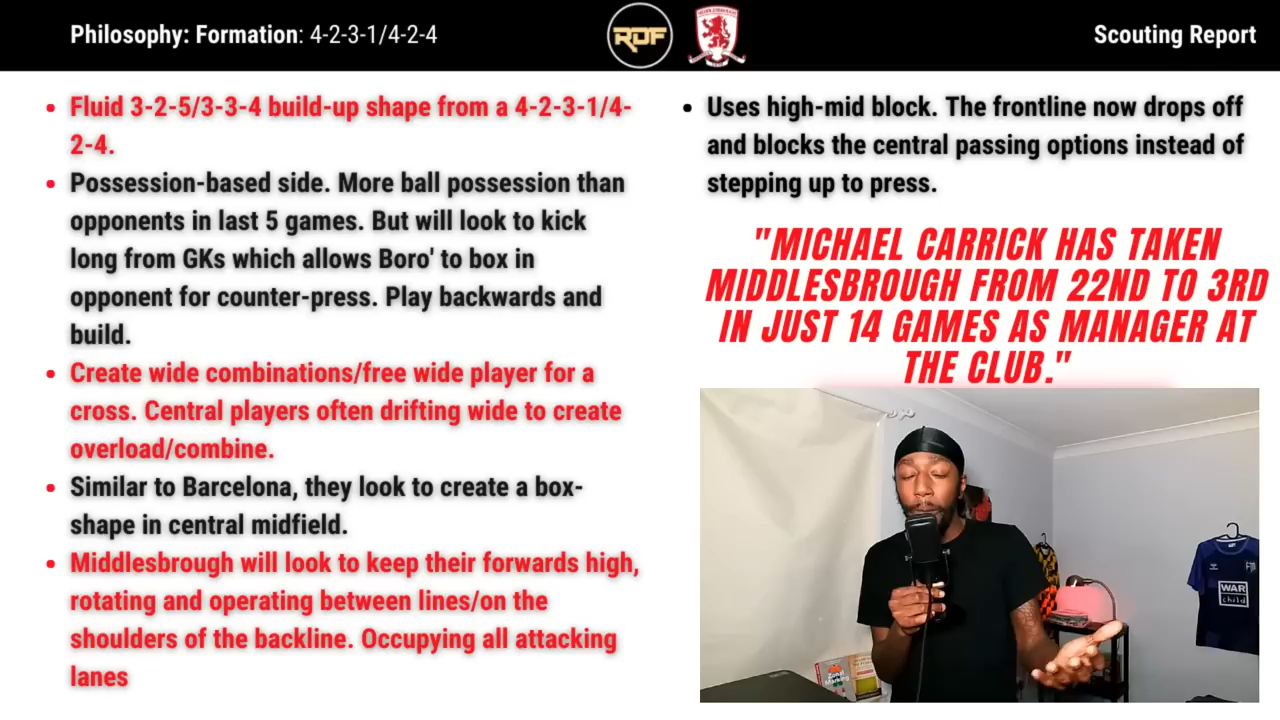 Philosophy: Formation: 4-2-3-1/4-2-4
RDF
Scouting Report
• Fluid 3-2-5/3-3-4 build-up shape from a 4-2-3-1/4-
2-4.
• Possession-based side. More ball possession than
opponents in last 5 games. But will look to kick
long from GKs which allows Boro' to box in
opponent for counter-press. Play backwards and
build.
• Create wide combinations/free wide player for a
cross. Central players often drifting wide to create
overload/combine.
• Similar to Barcelona, they look to create a box-
shape in central midfield.
• Middlesbrough will look to keep their forwards high,
rotating and operating between lines/on the
shoulders of the backline. Occupying all attacking
lanes
• Uses high-mid block. The frontline now drops off
and blocks the central passing options instead of
stepping up to press.
"MICHAEL CARRICK HAS TAKEN
MIDDLESBROUGH FROM 22ND TO 3RD
IN JUST 14 GAMES AS MANAGER AT
THE CLUB."
WAR
child
Zonal
Marking